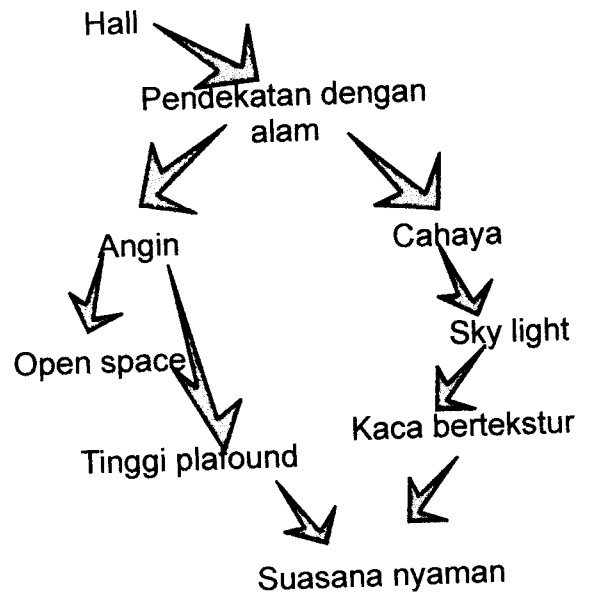 Hall
Pendekatan dengan
alam
Angin
Cahaya
Open space
Sky light
Tinggi plafound
Kaca bertekstur
Suasana nyaman